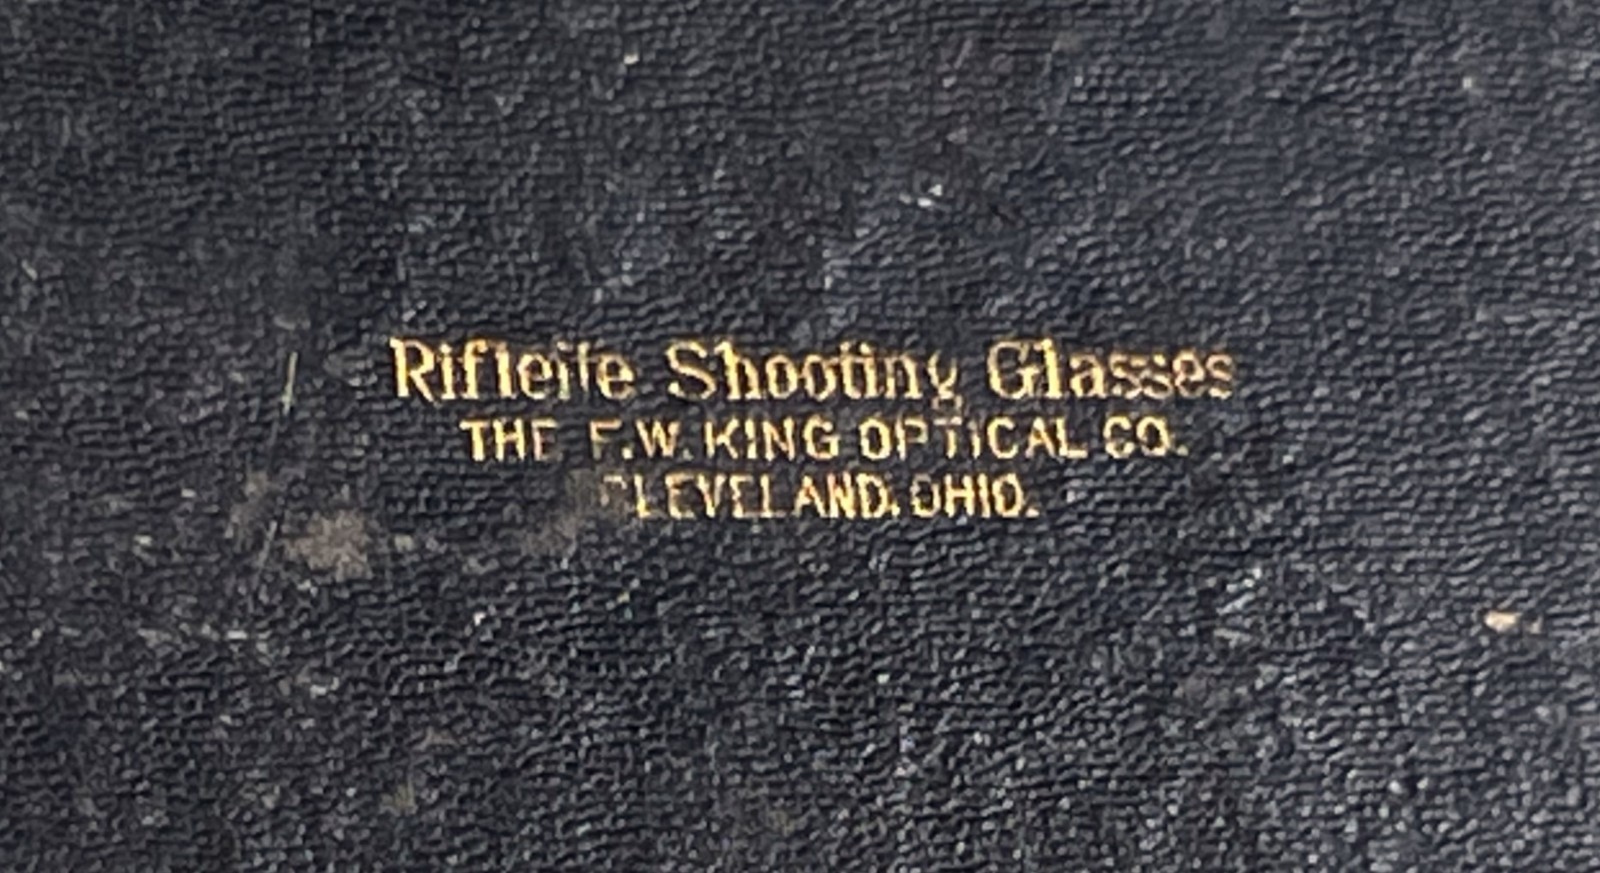 Rifleite Shooting Glasses
THE F.W. KING OPTICAL CO.
CLEVELAND, OHIO.